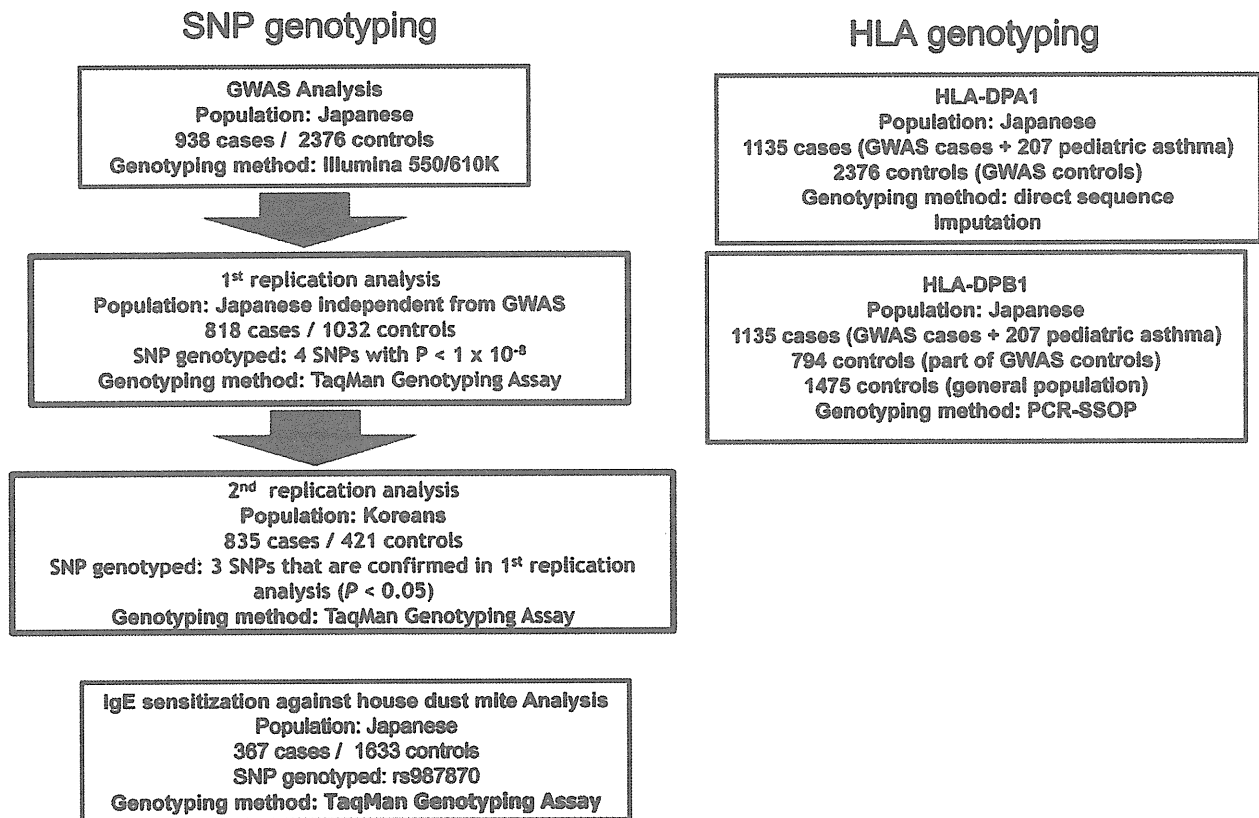 SNP genotyping
GWAS Analysis
Population: Japanese
938 cases / 2376 controls
Genotyping method: Illumina 550/610K
1st replication analysis
Population: Japanese independent from GWAS
818 cases / 1032 controls
SNP genotyped: 4 SNPs with P < 1 x 10-8
Genotyping method: TaqMan Genotyping Assay
2nd replication analysis
Population: Koreans
835 cases / 421 controls
SNP genotyped: 3 SNPs that are confirmed in 1st replication
analysis (P < 0.05)
Genotyping method: TaqMan Genotyping Assay
IgE sensitization against house dust mite Analysis
Population: Japanese
367 cases / 1633 controls
SNP genotyped: rs987870
Genotyping method: TaqMan Genotyping Assay
HLA genotyping
HLA-DPA1
Population: Japanese
1135 cases (GWAS cases + 207 pediatric asthma)
2376 controls (GWAS controls)
Genotyping method: direct sequence
Imputation
HLA-DPB1
Population: Japanese
1135 cases (GWAS cases + 207 pediatric asthma)
794 controls (part of GWAS controls)
1475 controls (general population)
Genotyping method: PCR-SSOP